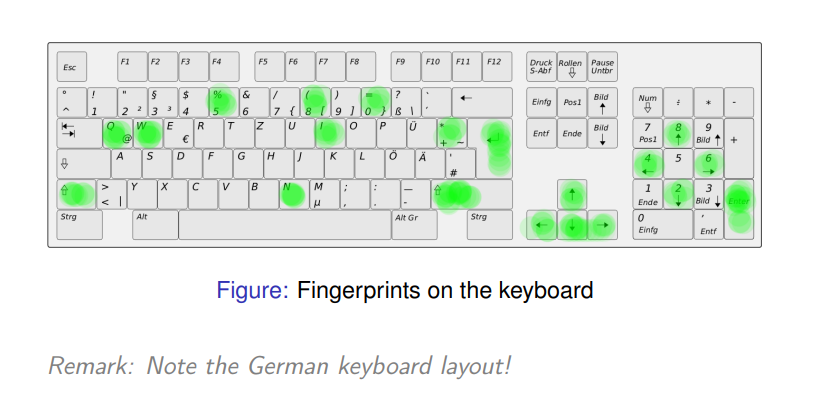 Esc F1 F2 F3 F4 F5 F6 F7 F8 F9 F10 F11 F12 Druck S-Abf Rollen Pause Untbr
° ! " § $ % & / ( ) = ? ` ←
^ 1 2 ² 3 ³ 4 5 6 7 { 8 [ 9 ] 0 } ß \ ´
Einfg Pos1 Bild ↑ Num ÷ * -
Q @ W E € R T Z U I O P Ü * + ~
Entf Ende Bild ↓ 7 Pos1 8 ↑ 9 Bild ↑ +
A S D F G H J K L Ö Ä ' # 4 ← 5 6 →
> < | Y X C V B N M µ ; , : . — - ↑ 1 Ende 2 ↓ 3 Bild ↓ Enter
Strg Alt Alt Gr Strg ← ↓ → 0 Einfg , Entf
Figure: Fingerprints on the keyboard
Remark: Note the German keyboard layout!